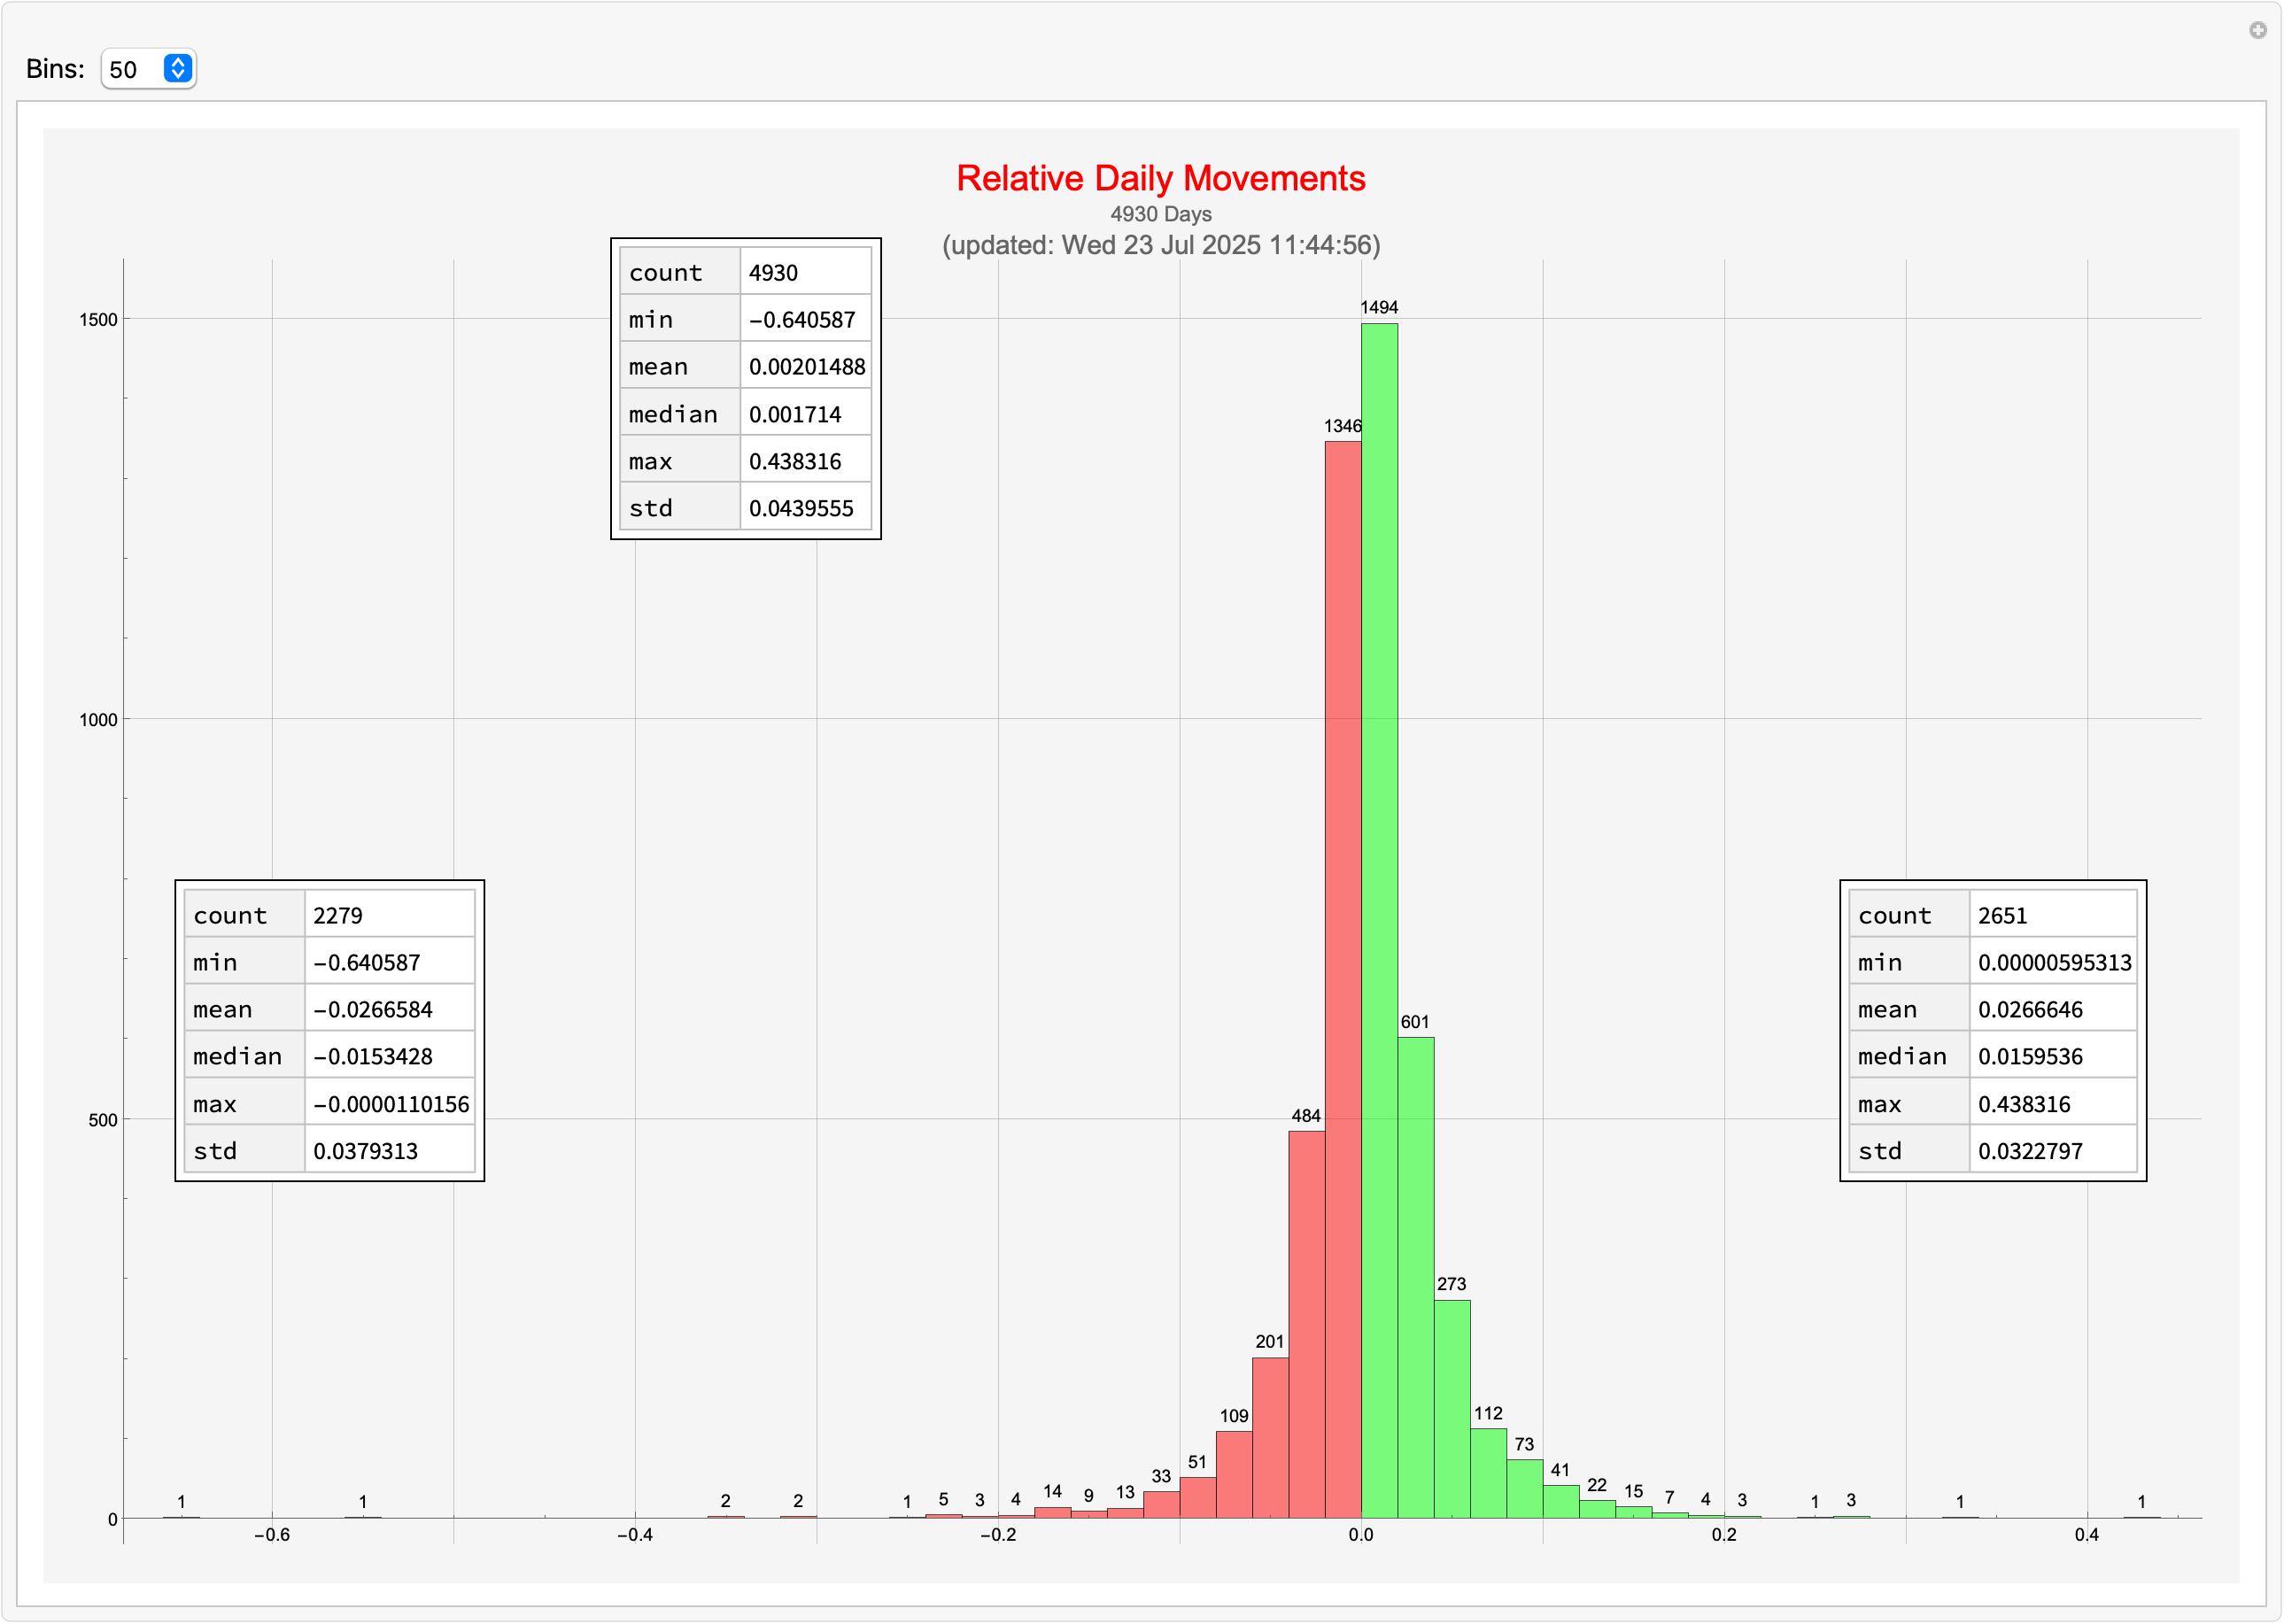 Bins: 50
Relative Daily Movements
4930 Days
(updated: Wed 23 Jul 2025 11:44:56)
count 4930
min −0.640587
mean 0.00201488
median 0.001714
max 0.438316
std 0.0439555
count 2279
min −0.640587
mean −0.0266584
median −0.0153428
max −0.0000110156
std 0.0379313
count 2651
min 0.00000595313
mean 0.0266646
median 0.0159536
max 0.438316
std 0.0322797
1500
1000
500
0
1 1 2 2 1 5 3 4 14 9 13 33 51 109 201 484 1346 1494 601 273 112 73 41 22 15 7 4 3 1 3 1 1
−0.6 −0.4 −0.2 0.0 0.2 0.4